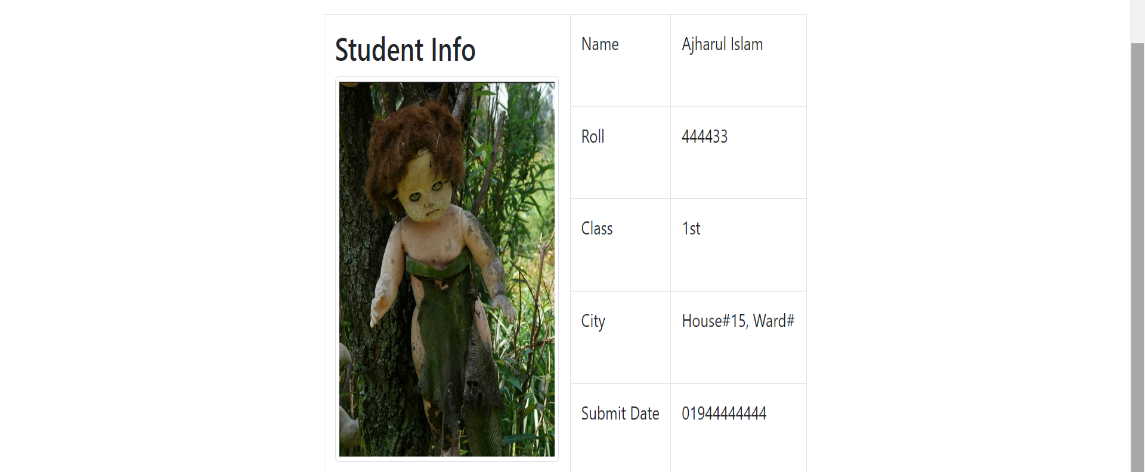 Student Info
Name Ajharul Islam
Roll 444433
Class 1st
City House#15, Ward#
Submit Date 01944444444